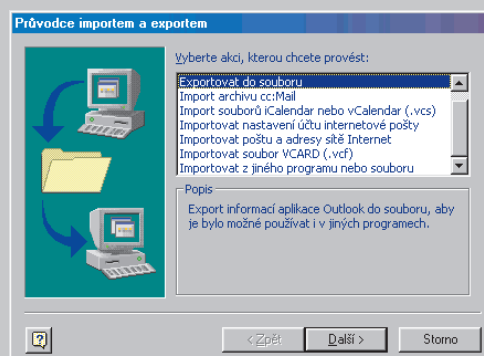 Průvodce importem a exportem
Vyberte akci, kterou chcete provést:
Exportovat do souboru
Import archivu cc:Mail
Import souborů iCalendar nebo vCalendar (.vcs)
Importovat nastavení účtu internetové pošty
Importovat poštu a adresy sítě Internet
Importovat soubor VCARD (.vcf)
Importovat z jiného programu nebo souboru
Popis
Export informací aplikace Outlook do souboru, aby
je bylo možné používat i v jiných programech.
< Zpět
Další >
Storno